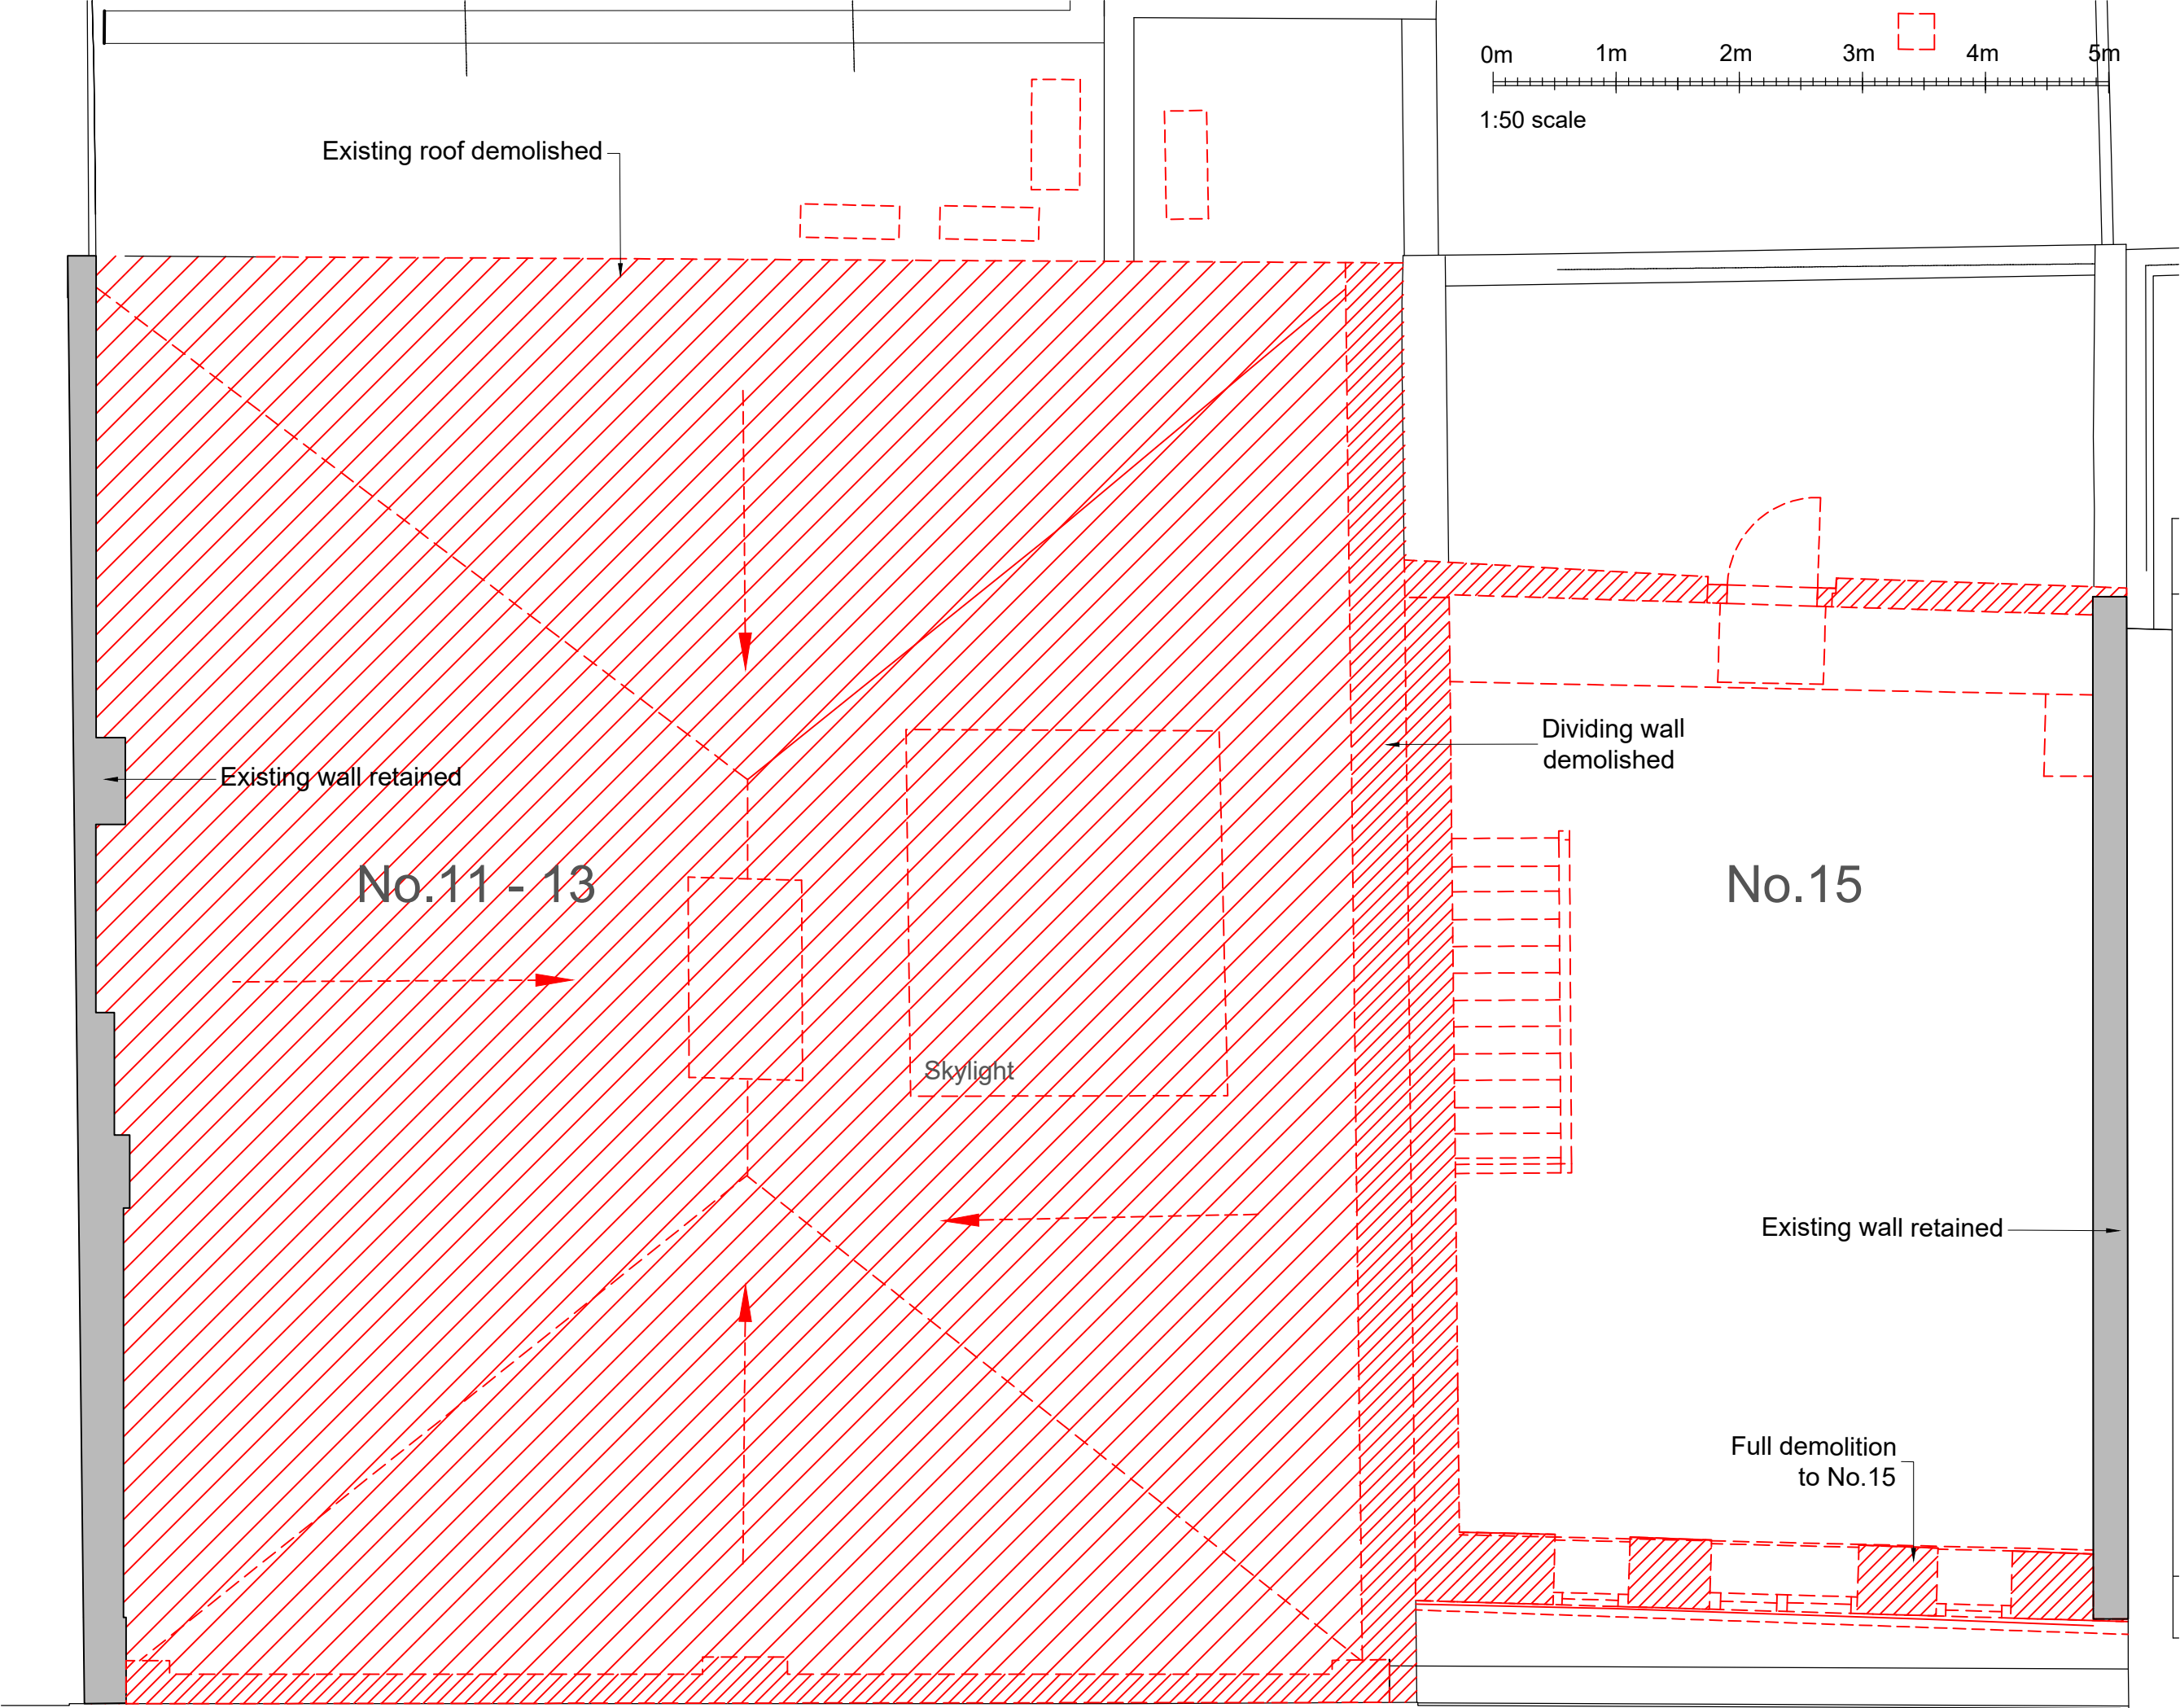 0m 1m 2m 3m 4m 5m
1:50 scale
Existing roof demolished
Dividing wall
demolished
Existing wall retained
No.11 - 13
No.15
Skylight
Existing wall retained
Full demolition
to No.15